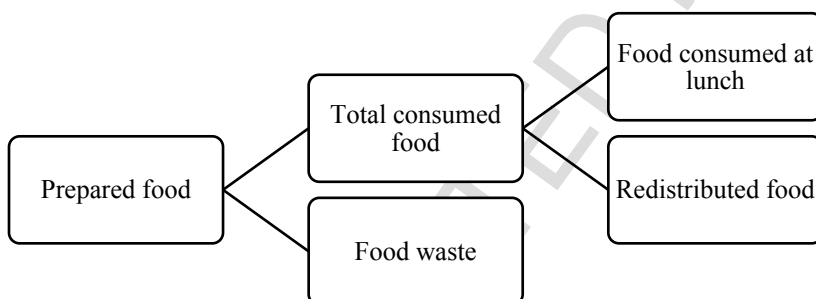 Food consumed at
lunch
Total consumed
food
Prepared food
Redistributed food
Food waste